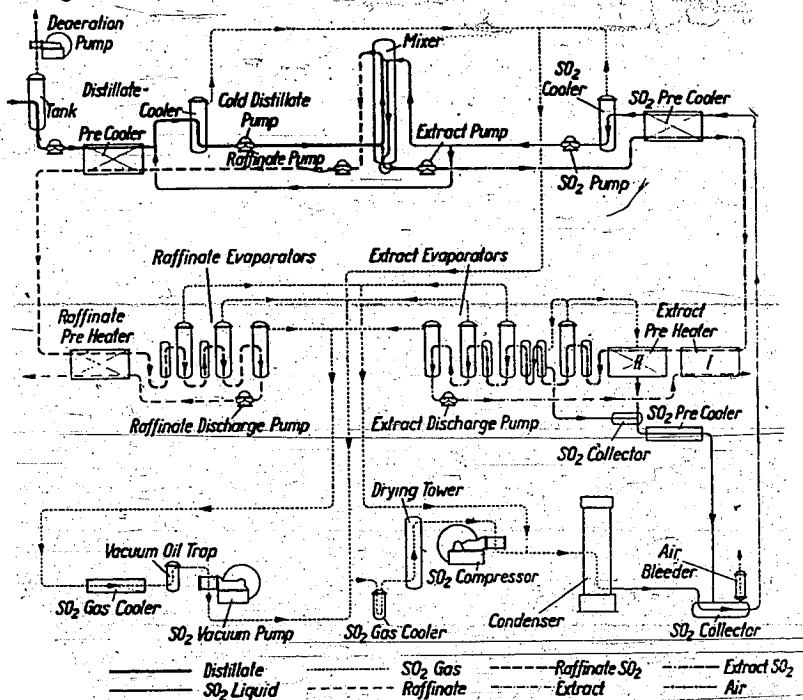 Deaeration
Pump
Tank
Distillate-
Cooler
Cold Distillate
Pump
Pre Cooler
Raffinate Pump
Mixer
Extract Pump
SO2
Cooler
SO2 Pre Cooler
SO2 Pump
Raffinate Evaporators
Extract Evaporators
Raffinate
Pre Heater
Extract
Pre Heater
II
I
Raffinate Discharge Pump
Extract Discharge Pump
SO2 Pre Cooler
SO2 Collector
Drying Tower
Vacuum Oil Trap
SO2 Gas Cooler
SO2 Vacuum Pump
SO2 Compressor
SO2 Gas Cooler
Condenser
Air
Bleeder
SO2 Collector
Distillate
SO2 Gas
Raffinate SO2
Extract SO2
SO2 Liquid
Raffinate
Extract
Air